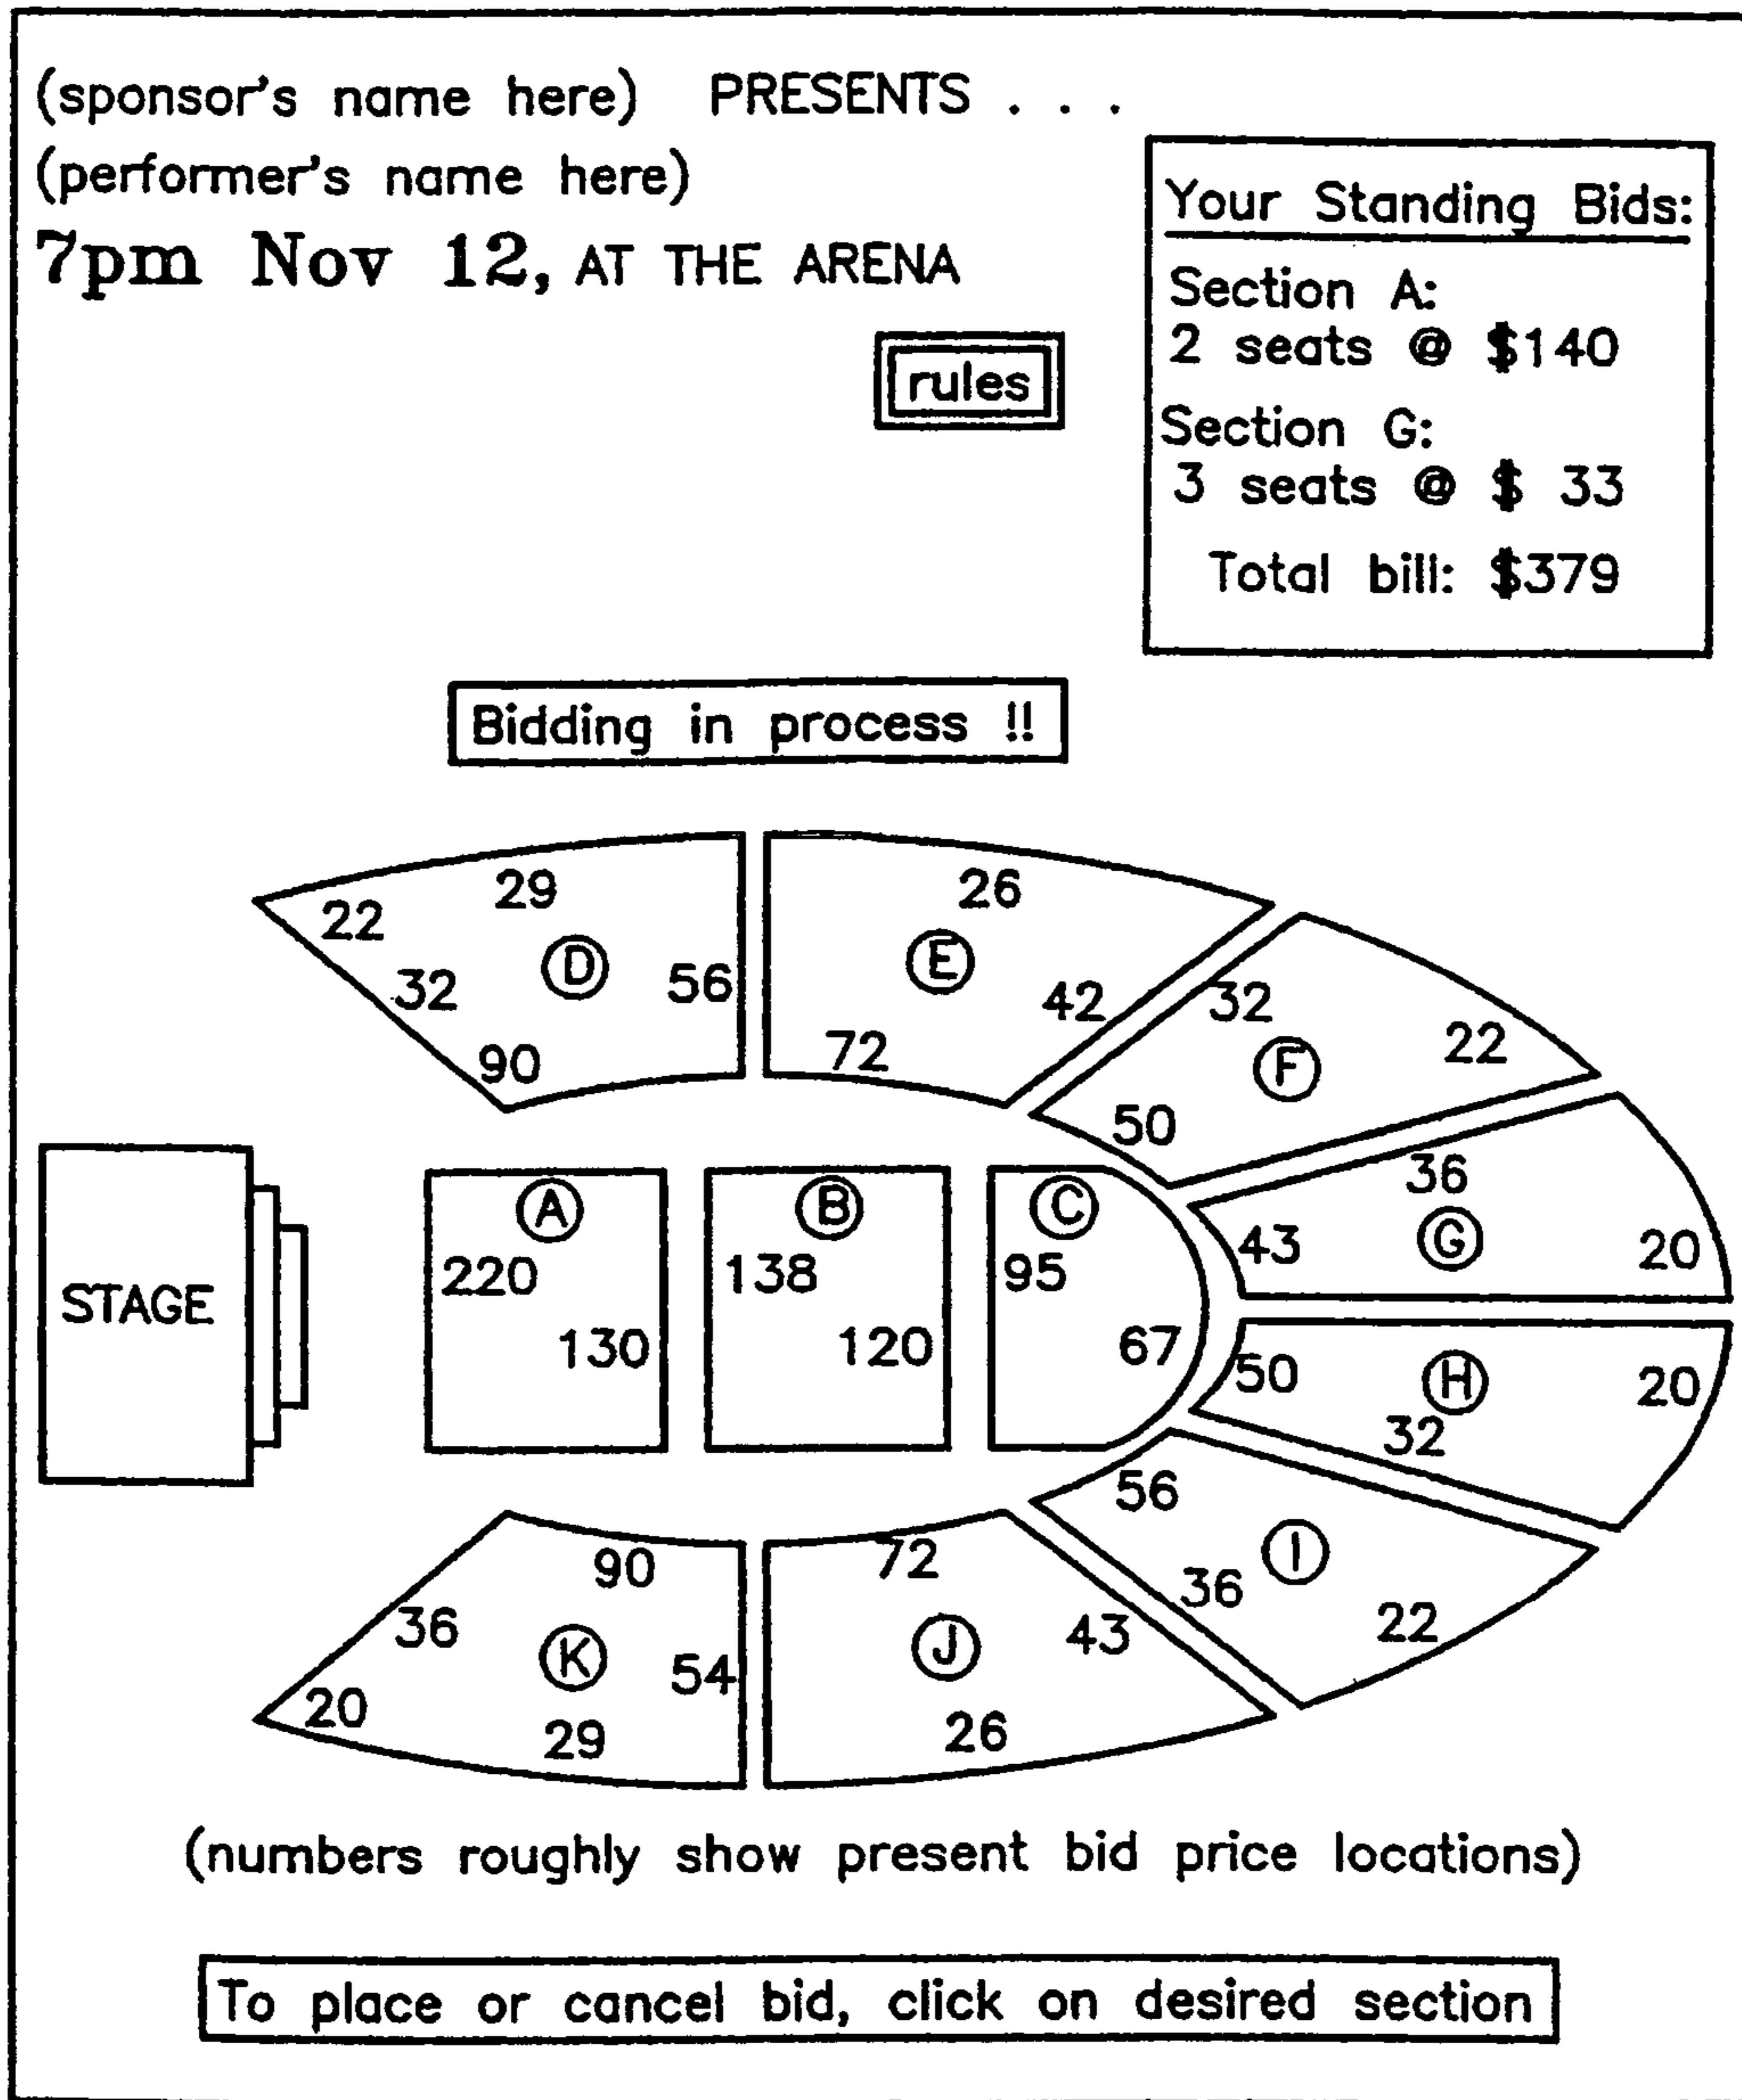 (sponsor's name here) PRESENTS . . .
(performer's name here)
7pm Nov 12, AT THE ARENA
rules
Your Standing Bids:
Section A:
2 seats @ $140
Section G:
3 seats @ $ 33
Total bill: $379
Bidding in process !!
29
22
D
32
56
90
26
E
42
72
32
22
F
50
36
43
G
20
STAGE
A
220
130
B
138
120
C
95
67
50
H
20
32
56
I
36
22
72
J
43
26
90
36
K
54
20
29
(numbers roughly show present bid price locations)
To place or cancel bid, click on desired section